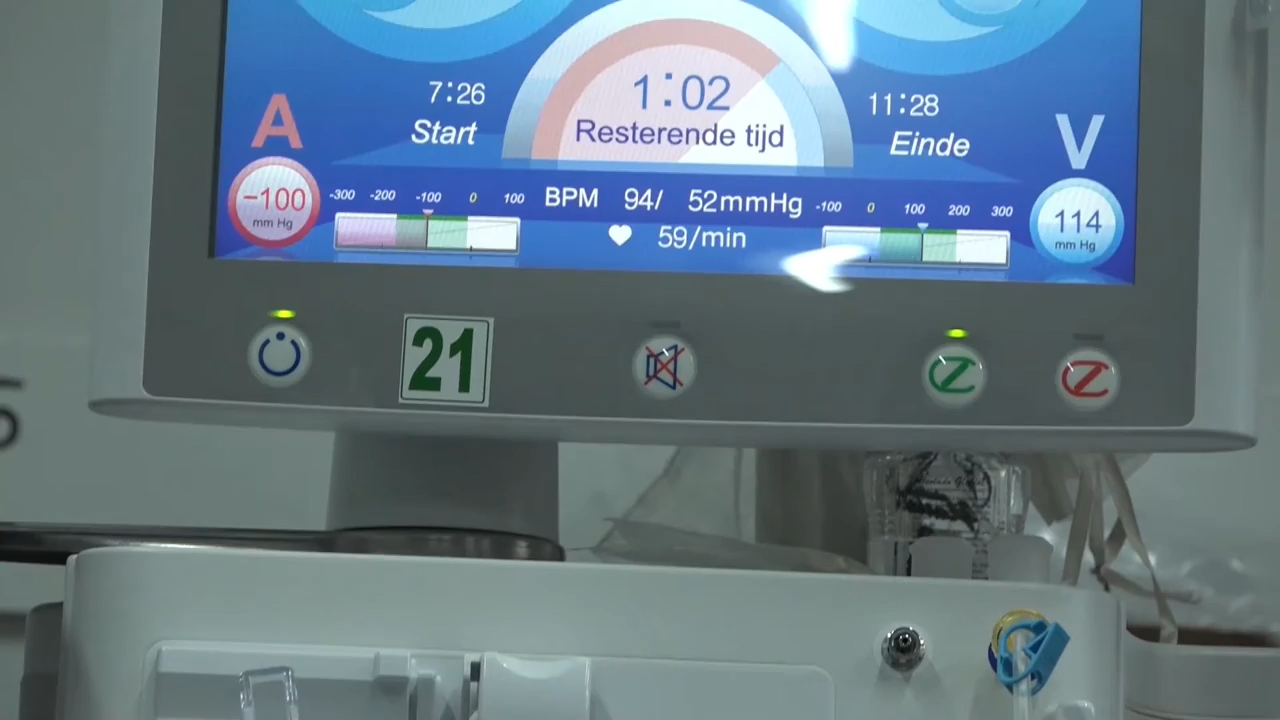 7:26
Start
1:02
Resterende tijd
11:28
Einde
A
V
-100
mm Hg
-300 -200 -100 0 100
BPM 94/ 52mmHg
59/min
-100 0 100 200 300
114
mm Hg
21